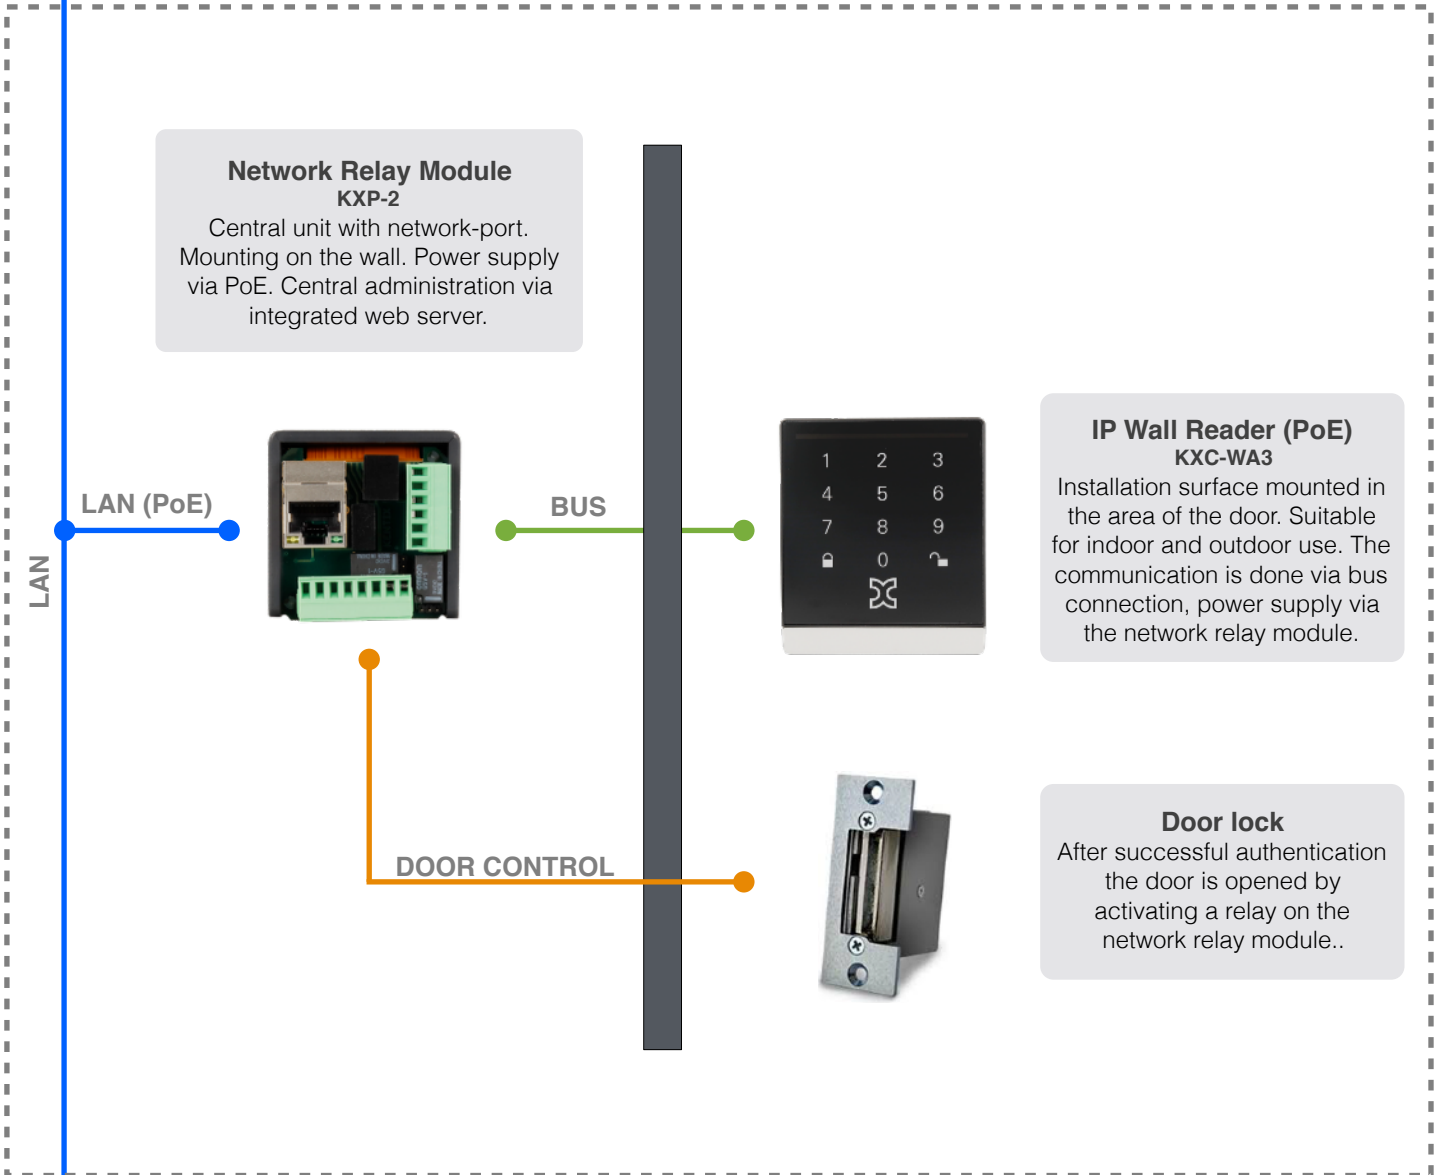 Network Relay Module
KXP-2
Central unit with network-port.
Mounting on the wall. Power supply
via PoE. Central administration via
integrated web server.
LAN (PoE)
LAN
BUS
1 2 3
4 5 6
7 8 9
0
IP Wall Reader (PoE)
KXC-WA3
Installation surface mounted in
the area of the door. Suitable
for indoor and outdoor use. The
communication is done via bus
connection, power supply via
the network relay module.
DOOR CONTROL
Door lock
After successful authentication
the door is opened by
activating a relay on the
network relay module..